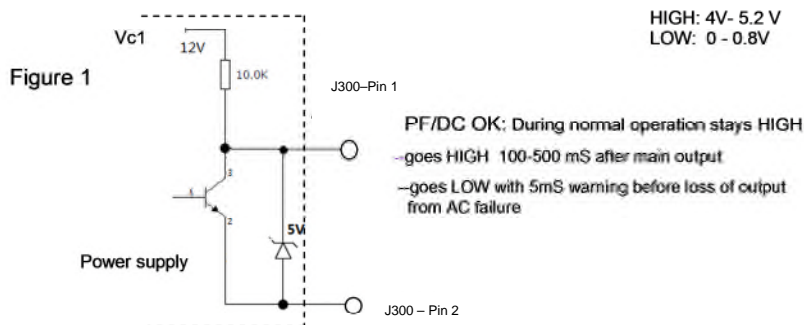 HIGH: 4V- 5.2 V
LOW: 0 - 0.8V
Vc1
12V
Figure 1
10.0K
J300–Pin 1
PF/DC OK: During normal operation stays HIGH
--goes HIGH 100-500 mS after main output
--goes LOW with 5mS warning before loss of output
from AC failure
3
2
5V
Power supply
J300 – Pin 2